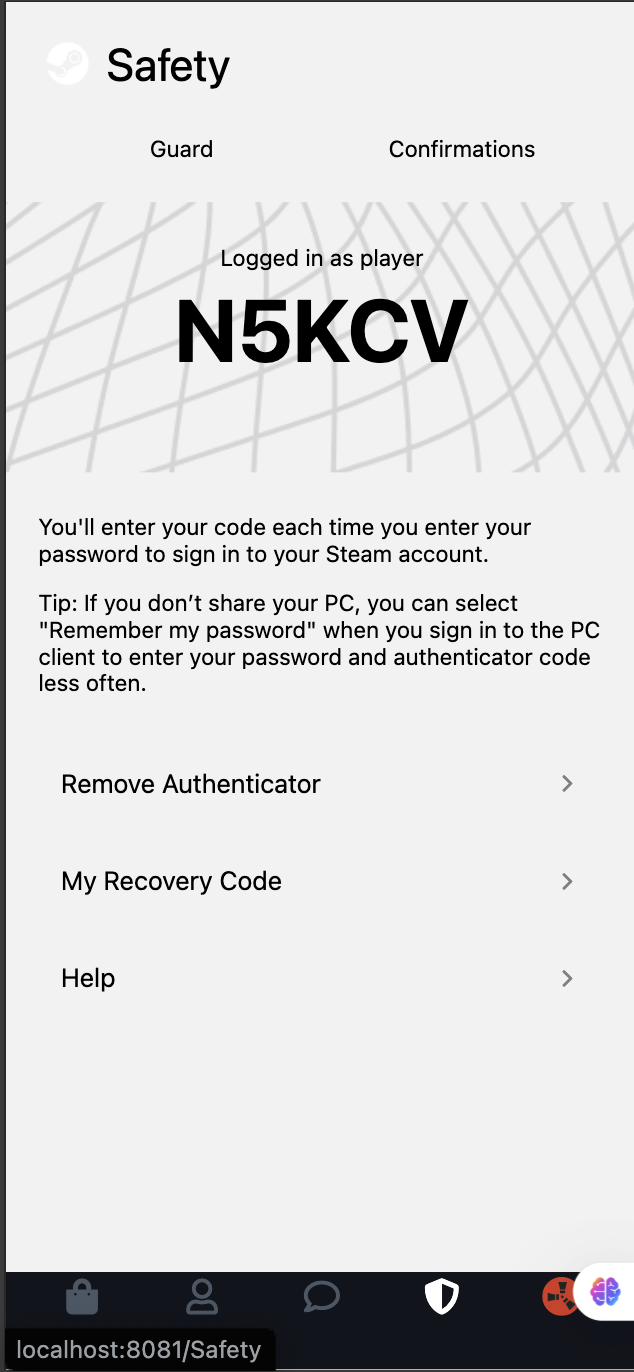 Safety
Guard
Confirmations
Logged in as player
N5KCV
You'll enter your code each time you enter your
password to sign in to your Steam account.
Tip: If you don’t share your PC, you can select
"Remember my password" when you sign in to the PC
client to enter your password and authenticator code
less often.
Remove Authenticator
My Recovery Code
Help
localhost:8081/Safety